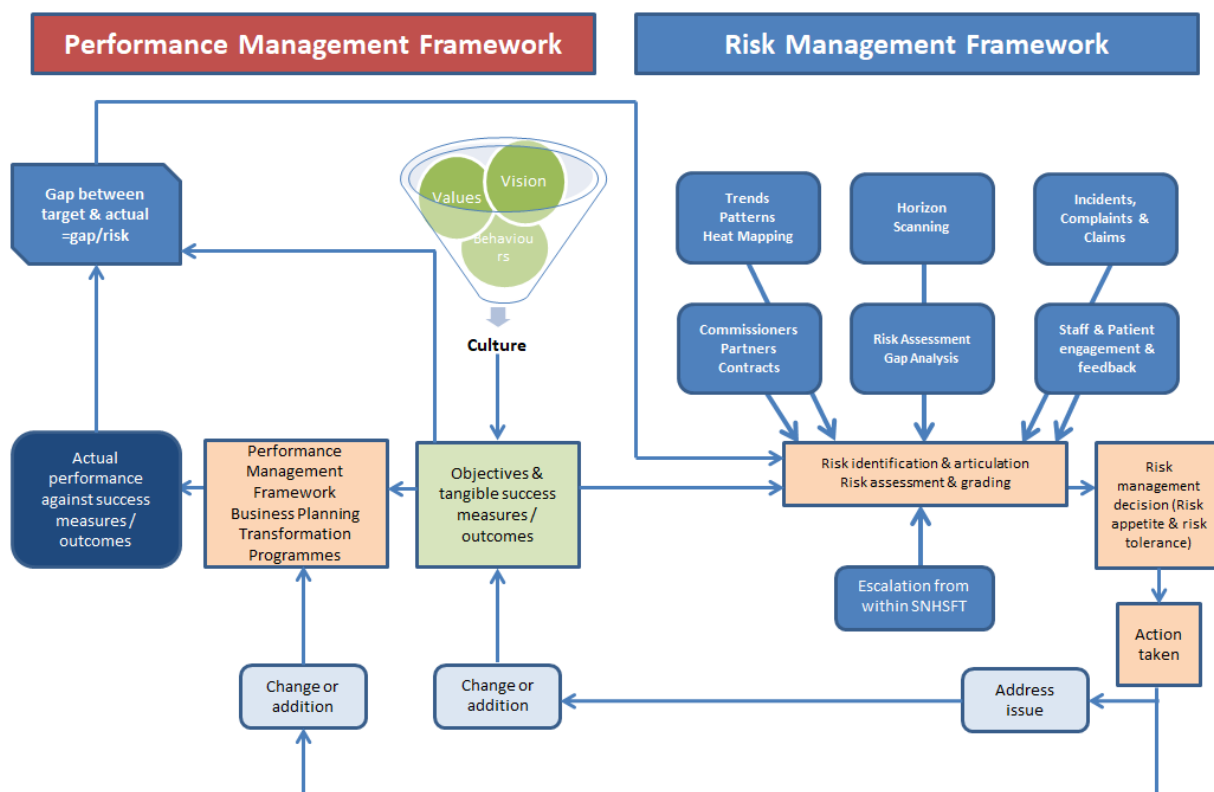 Performance Management Framework
Risk Management Framework
Gap between
target & actual
=gap/risk
Values
Vision
Behaviou
rs
Culture
Trends
Patterns
Heat Mapping
Horizon
Scanning
Incidents,
Complaints &
Claims
Commissioners
Partners
Contracts
Risk Assessment
Gap Analysis
Staff & Patient
engagement &
feedback
Actual
performance
against success
measures /
outcomes
Performance
Management
Framework
Business Planning
Transformation
Programmes
Objectives &
tangible success
measures /
outcomes
Risk identification & articulation
Risk assessment & grading
Risk
management
decision (Risk
appetite & risk
tolerance)
Escalation from
within SNHSFT
Action
taken
Change or
addition
Change or
addition
Address
issue